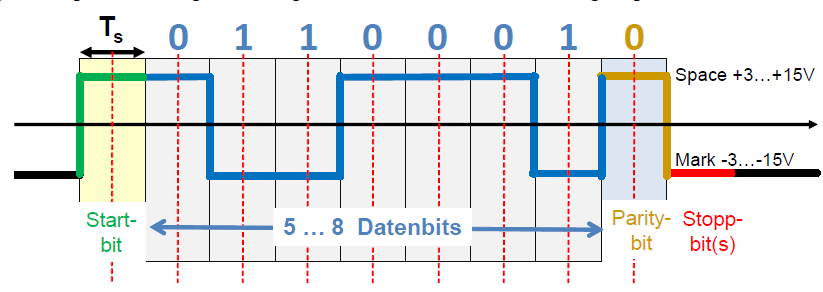 Ts
0 1 1 0 0 0 1 0
Space +3…+15V
Mark -3…-15V
Start-
bit
5 … 8 Datenbits
Parity-
bit
Stopp-
bit(s)